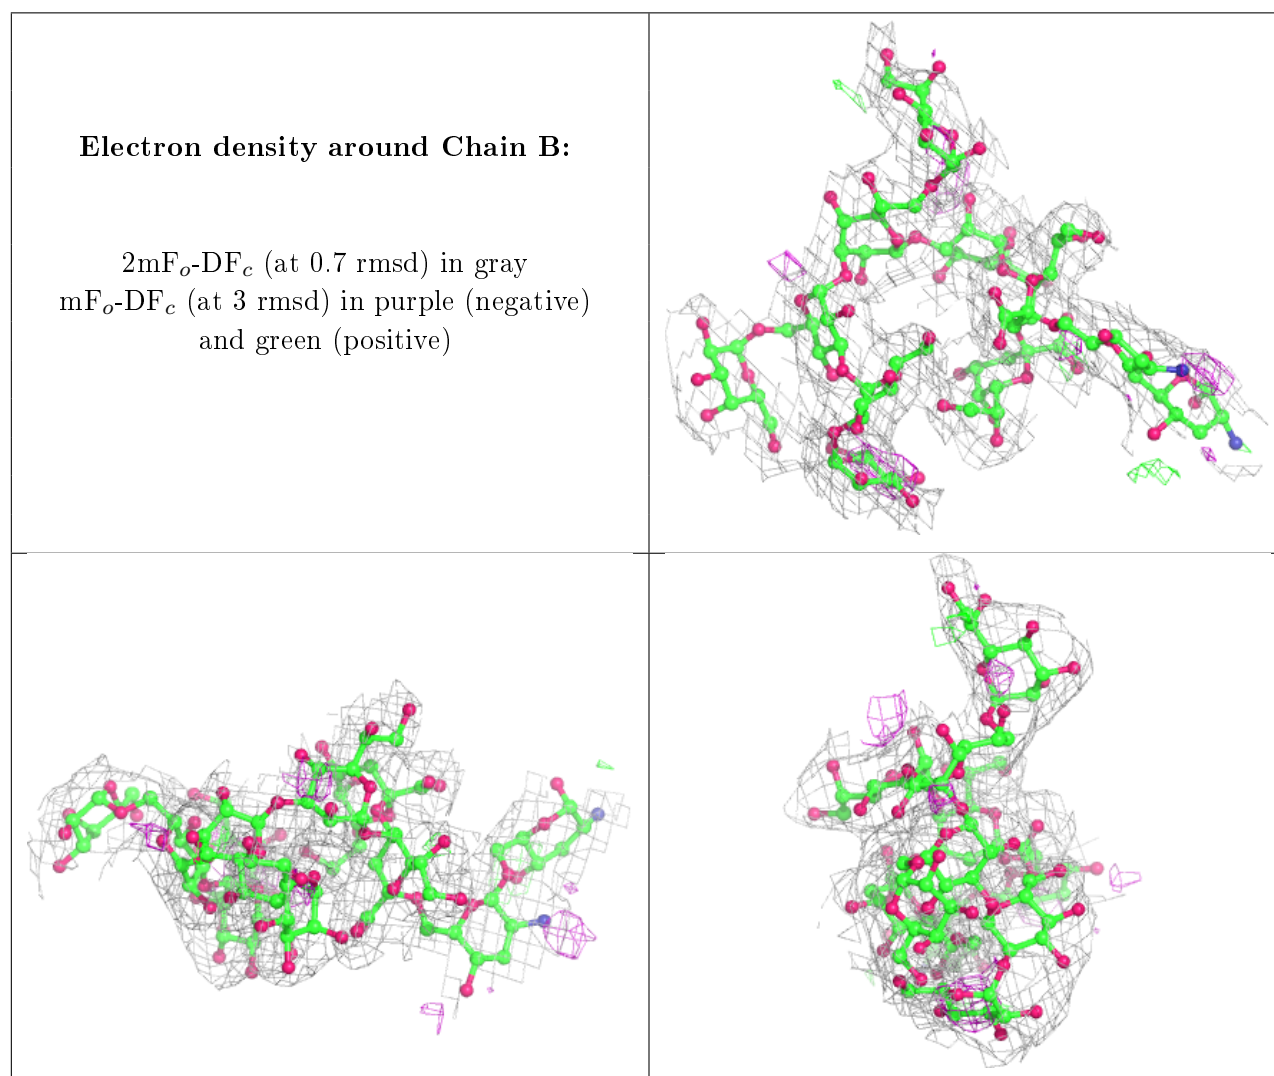 Electron density around Chain B:
2mFo-DFc (at 0.7 rmsd) in gray
mFo-DFc (at 3 rmsd) in purple (negative)
and green (positive)